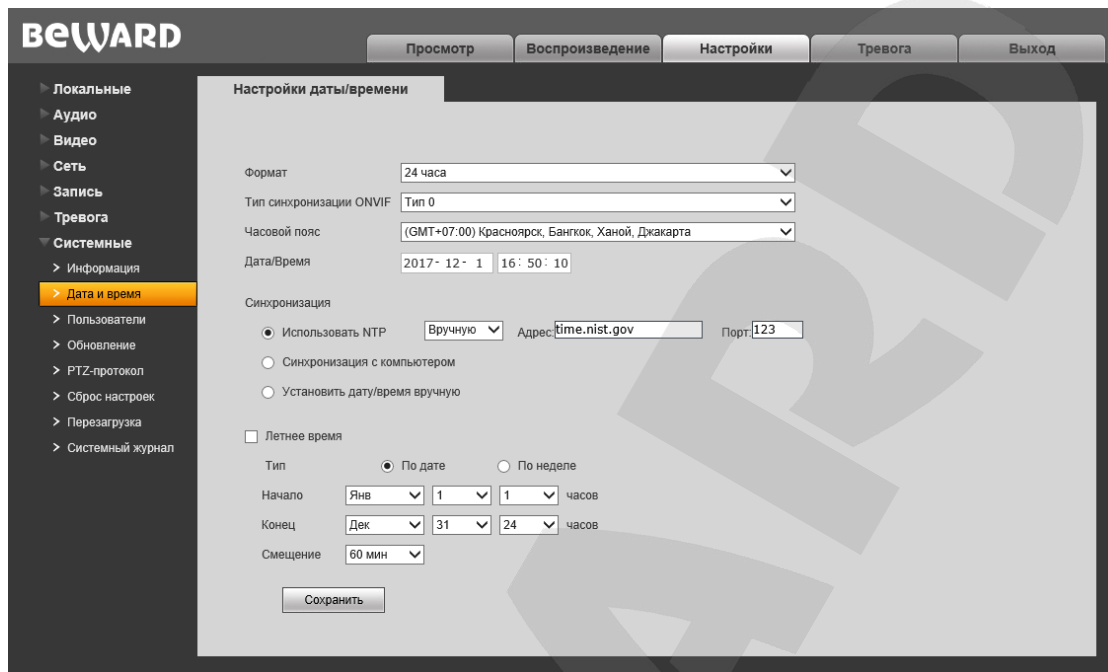 BEWARD
Просмотр Воспроизведение Настройки Тревога Выход
Локальные
Аудио
Видео
Сеть
Запись
Тревога
Системные
> Информация
> Дата и время
> Пользователи
> Обновление
> PTZ-протокол
> Сброс настроек
> Перезагрузка
> Системный журнал
Настройки даты/времени
Формат 24 часа
Тип синхронизации ONVIF Тип 0
Часовой пояс (GMT+07:00) Красноярск, Бангкок, Ханой, Джакарта
Дата/Время 2017- 12- 1 16: 50: 10
Синхронизация
Использовать NTP Вручную Адрес: time.nist.gov Порт: 123
Синхронизация с компьютером
Установить дату/время вручную
Летнее время
Тип По дате По неделе
Начало Янв 1 1 часов
Конец Дек 31 24 часов
Смещение 60 мин
Сохранить